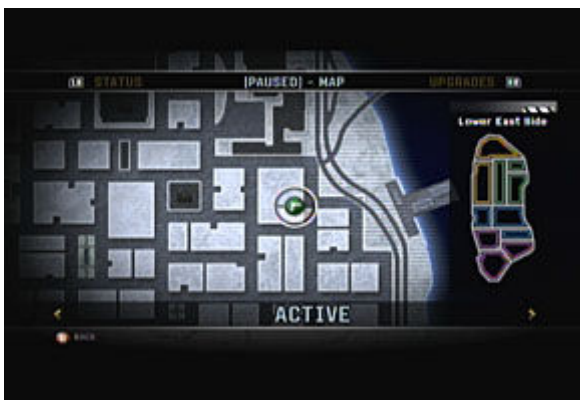 LB STATUS [PAUSED] - MAP UPGRADES RB
Lower East Side
ACTIVE
B BACK